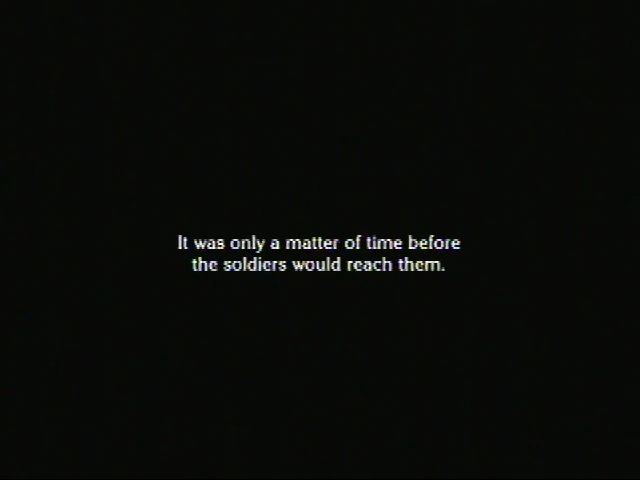 It was only a matter of time before
the soldiers would reach them.